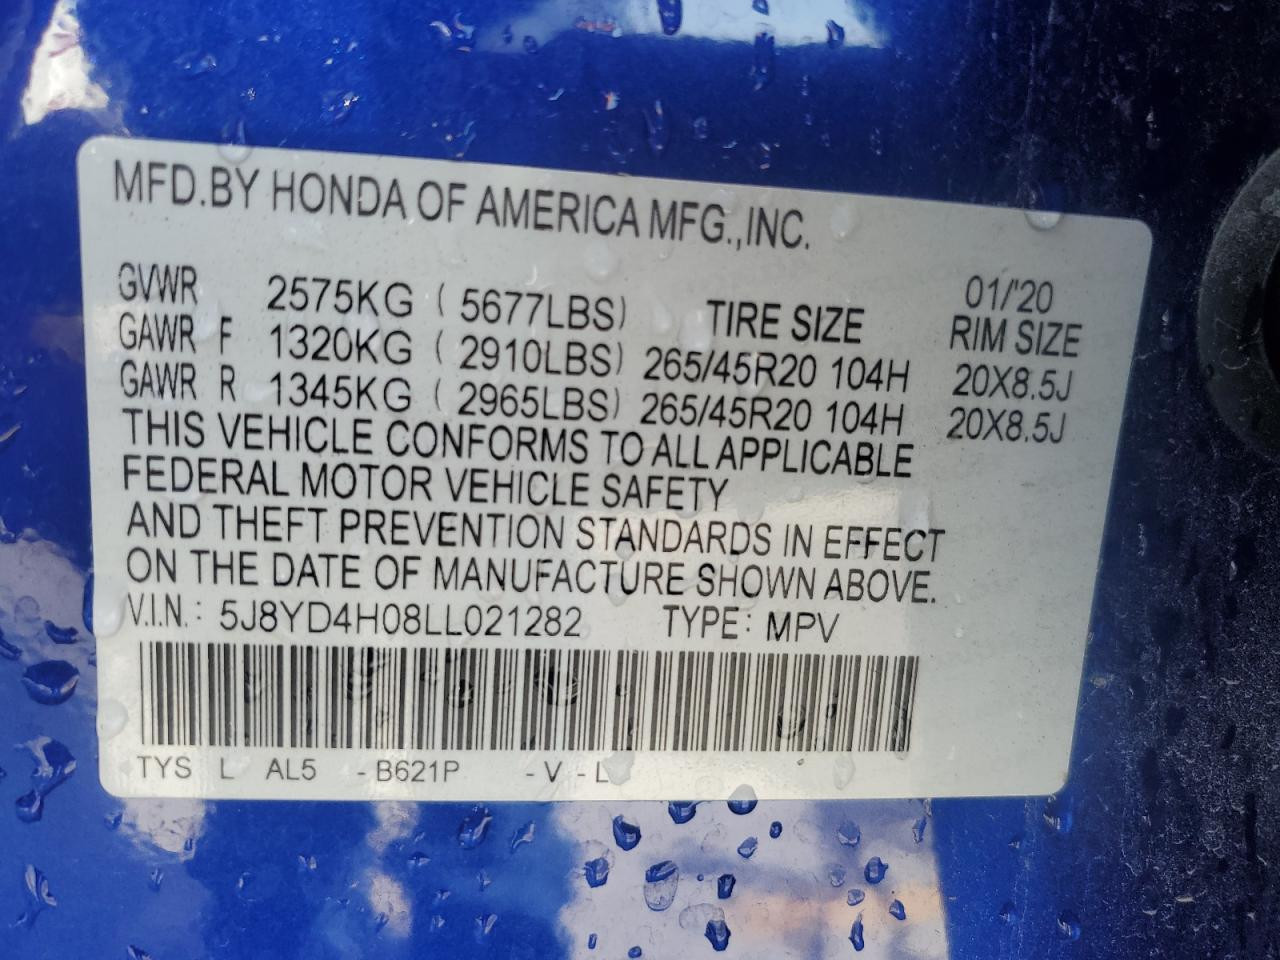 MFD.BY HONDA OF AMERICA MFG.,INC.
01/'20
GVWR 2575KG ( 5677LBS) TIRE SIZE RIM SIZE
GAWR F 1320KG ( 2910LBS) 265/45R20 104H 20X8.5J
GAWR R 1345KG ( 2965LBS) 265/45R20 104H 20X8.5J
THIS VEHICLE CONFORMS TO ALL APPLICABLE
FEDERAL MOTOR VEHICLE SAFETY
AND THEFT PREVENTION STANDARDS IN EFFECT
ON THE DATE OF MANUFACTURE SHOWN ABOVE.
V.I.N.: 5J8YD4H08LL021282 TYPE: MPV
TYS L AL5 -B621P -V -L